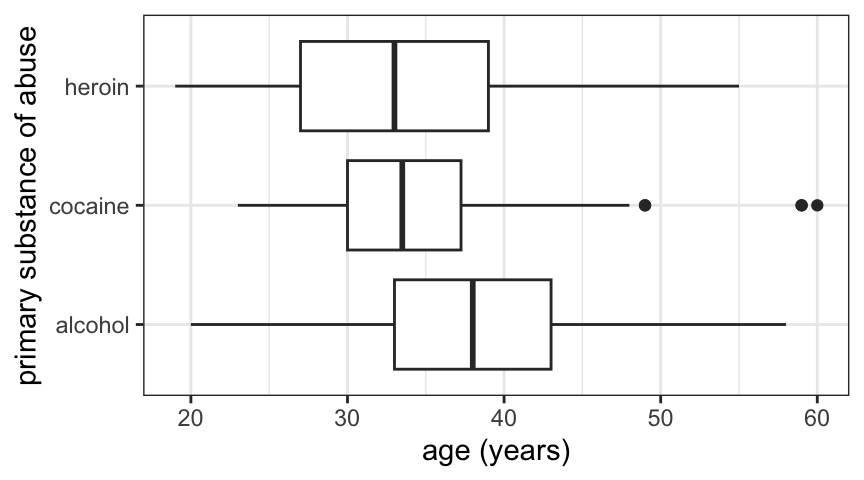 primary substance of abuse
heroin
cocaine
alcohol
20 30 40 50 60
age (years)